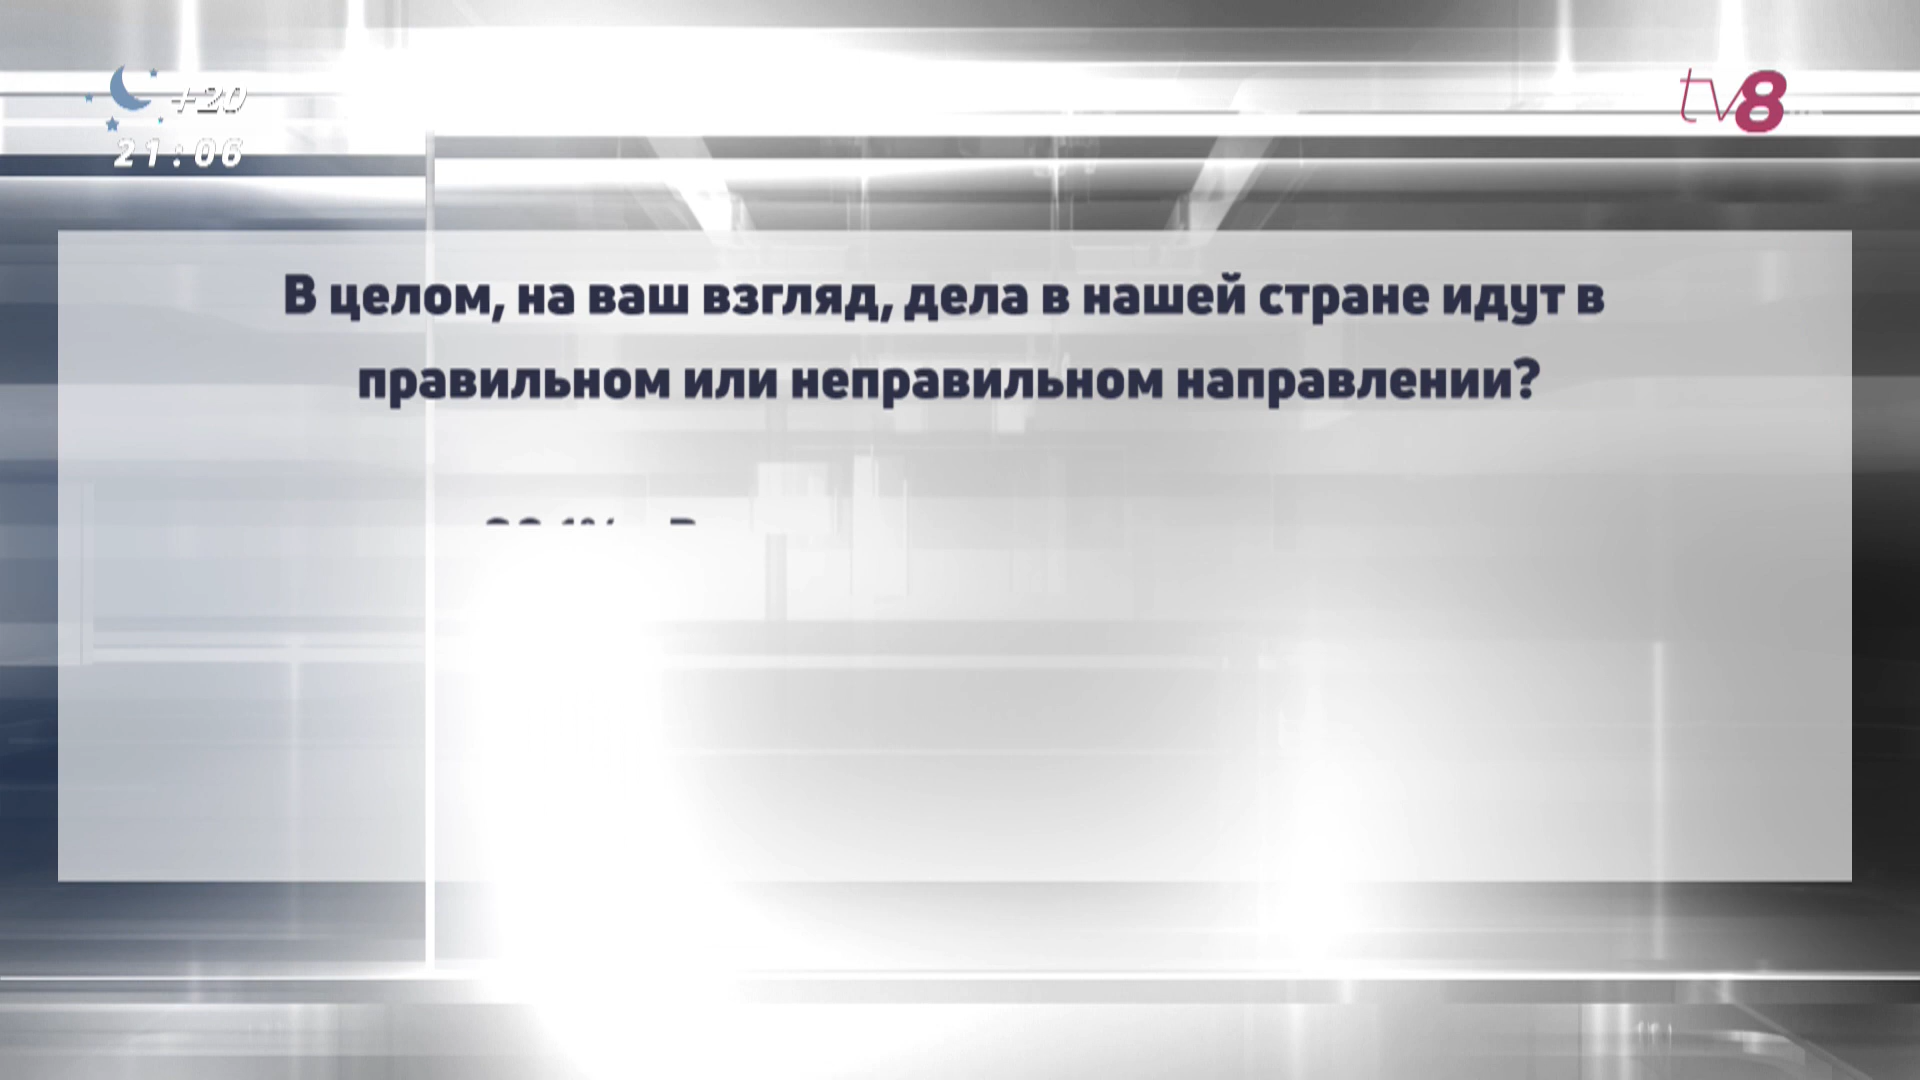 +20
tv8
21:06
В целом, на ваш взгляд, дела в нашей стране идут в
правильном или неправильном направлении?